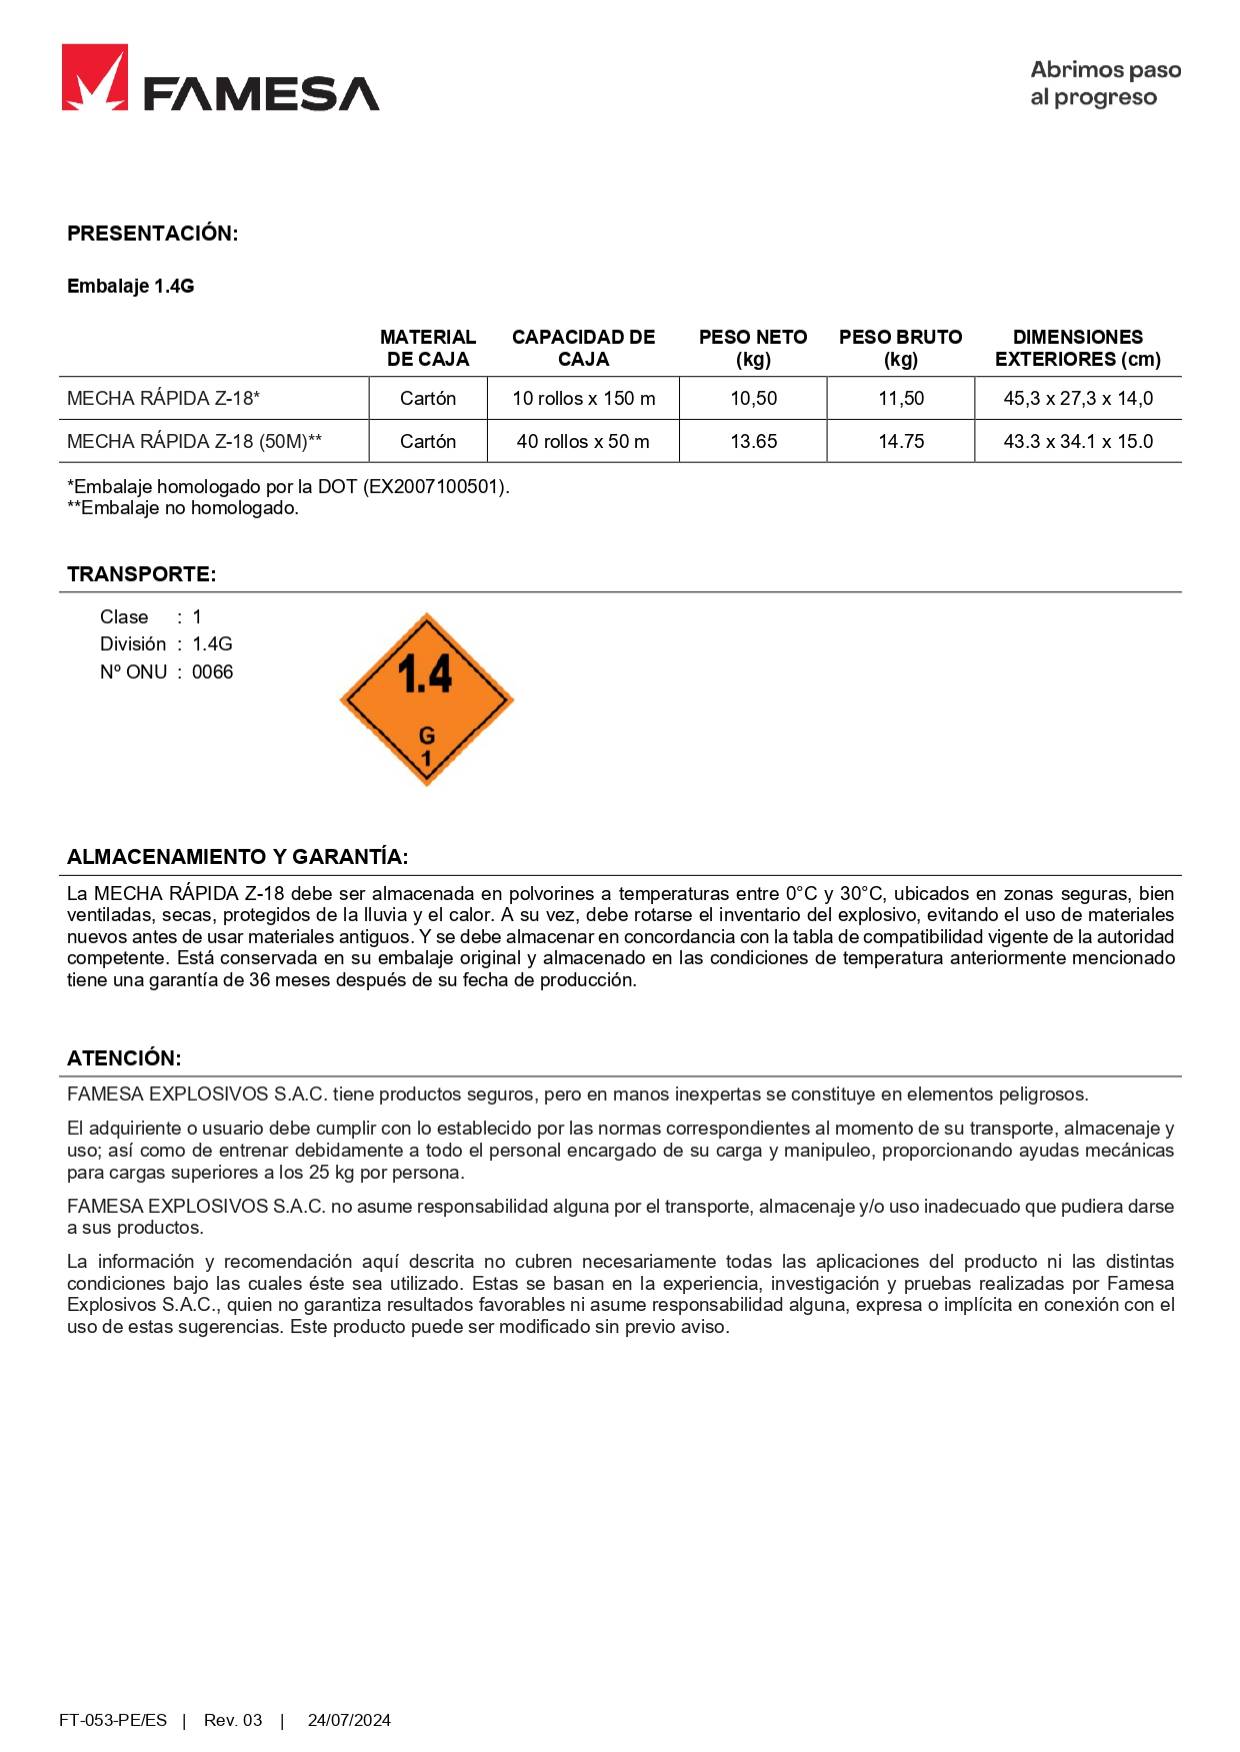 FAMESA
Abrimos paso
al progreso
PRESENTACIÓN:
Embalaje 1.4G
MATERIAL DE CAJA CAPACIDAD DE CAJA PESO NETO (kg) PESO BRUTO (kg) DIMENSIONES EXTERIORES (cm)
MECHA RÁPIDA Z-18* Cartón 10 rollos x 150 m 10,50 11,50 45,3 x 27,3 x 14,0
MECHA RÁPIDA Z-18 (50M)** Cartón 40 rollos x 50 m 13.65 14.75 43.3 x 34.1 x 15.0
*Embalaje homologado por la DOT (EX2007100501).
**Embalaje no homologado.
TRANSPORTE:
Clase : 1
División : 1.4G
Nº ONU : 0066
1.4
G
1
ALMACENAMIENTO Y GARANTÍA:
La MECHA RÁPIDA Z-18 debe ser almacenada en polvorines a temperaturas entre 0°C y 30°C, ubicados en zonas seguras, bien
ventiladas, secas, protegidos de la lluvia y el calor. A su vez, debe rotarse el inventario del explosivo, evitando el uso de materiales
nuevos antes de usar materiales antiguos. Y se debe almacenar en concordancia con la tabla de compatibilidad vigente de la autoridad
competente. Está conservada en su embalaje original y almacenado en las condiciones de temperatura anteriormente mencionado
tiene una garantía de 36 meses después de su fecha de producción.
ATENCIÓN:
FAMESA EXPLOSIVOS S.A.C. tiene productos seguros, pero en manos inexpertas se constituye en elementos peligrosos.
El adquiriente o usuario debe cumplir con lo establecido por las normas correspondientes al momento de su transporte, almacenaje y
uso; así como de entrenar debidamente a todo el personal encargado de su carga y manipuleo, proporcionando ayudas mecánicas
para cargas superiores a los 25 kg por persona.
FAMESA EXPLOSIVOS S.A.C. no asume responsabilidad alguna por el transporte, almacenaje y/o uso inadecuado que pudiera darse
a sus productos.
La información y recomendación aquí descrita no cubren necesariamente todas las aplicaciones del producto ni las distintas
condiciones bajo las cuales éste sea utilizado. Estas se basan en la experiencia, investigación y pruebas realizadas por Famesa
Explosivos S.A.C., quien no garantiza resultados favorables ni asume responsabilidad alguna, expresa o implícita en conexión con el
uso de estas sugerencias. Este producto puede ser modificado sin previo aviso.
FT-053-PE/ES | Rev. 03 | 24/07/2024